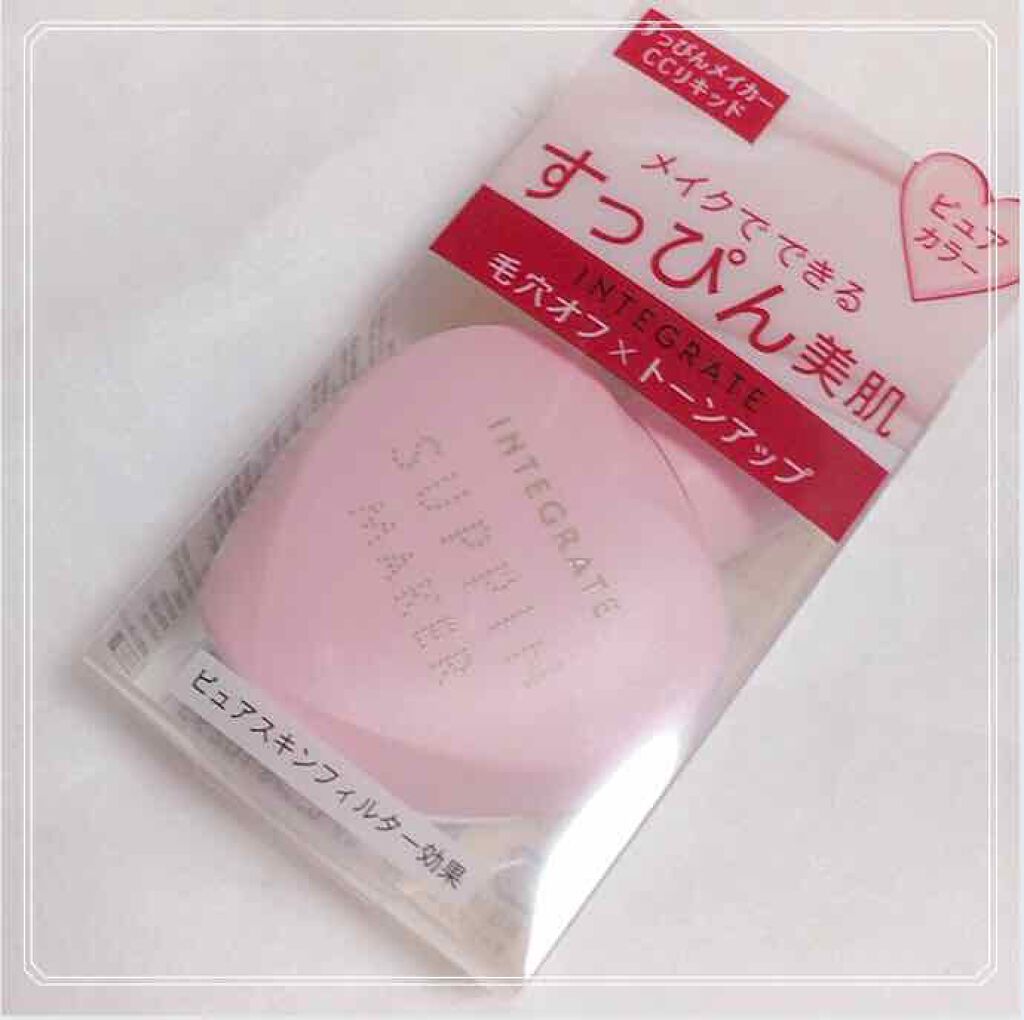 すっぴんメイカー
CCリキッド
メイクでできる
すっぴん美肌
ピュア
カラー
INTEGRATE
毛穴オフ×トーンアップ
INTEGRATE
SUPPIN
MAKER
ピュアスキンフィルター効果